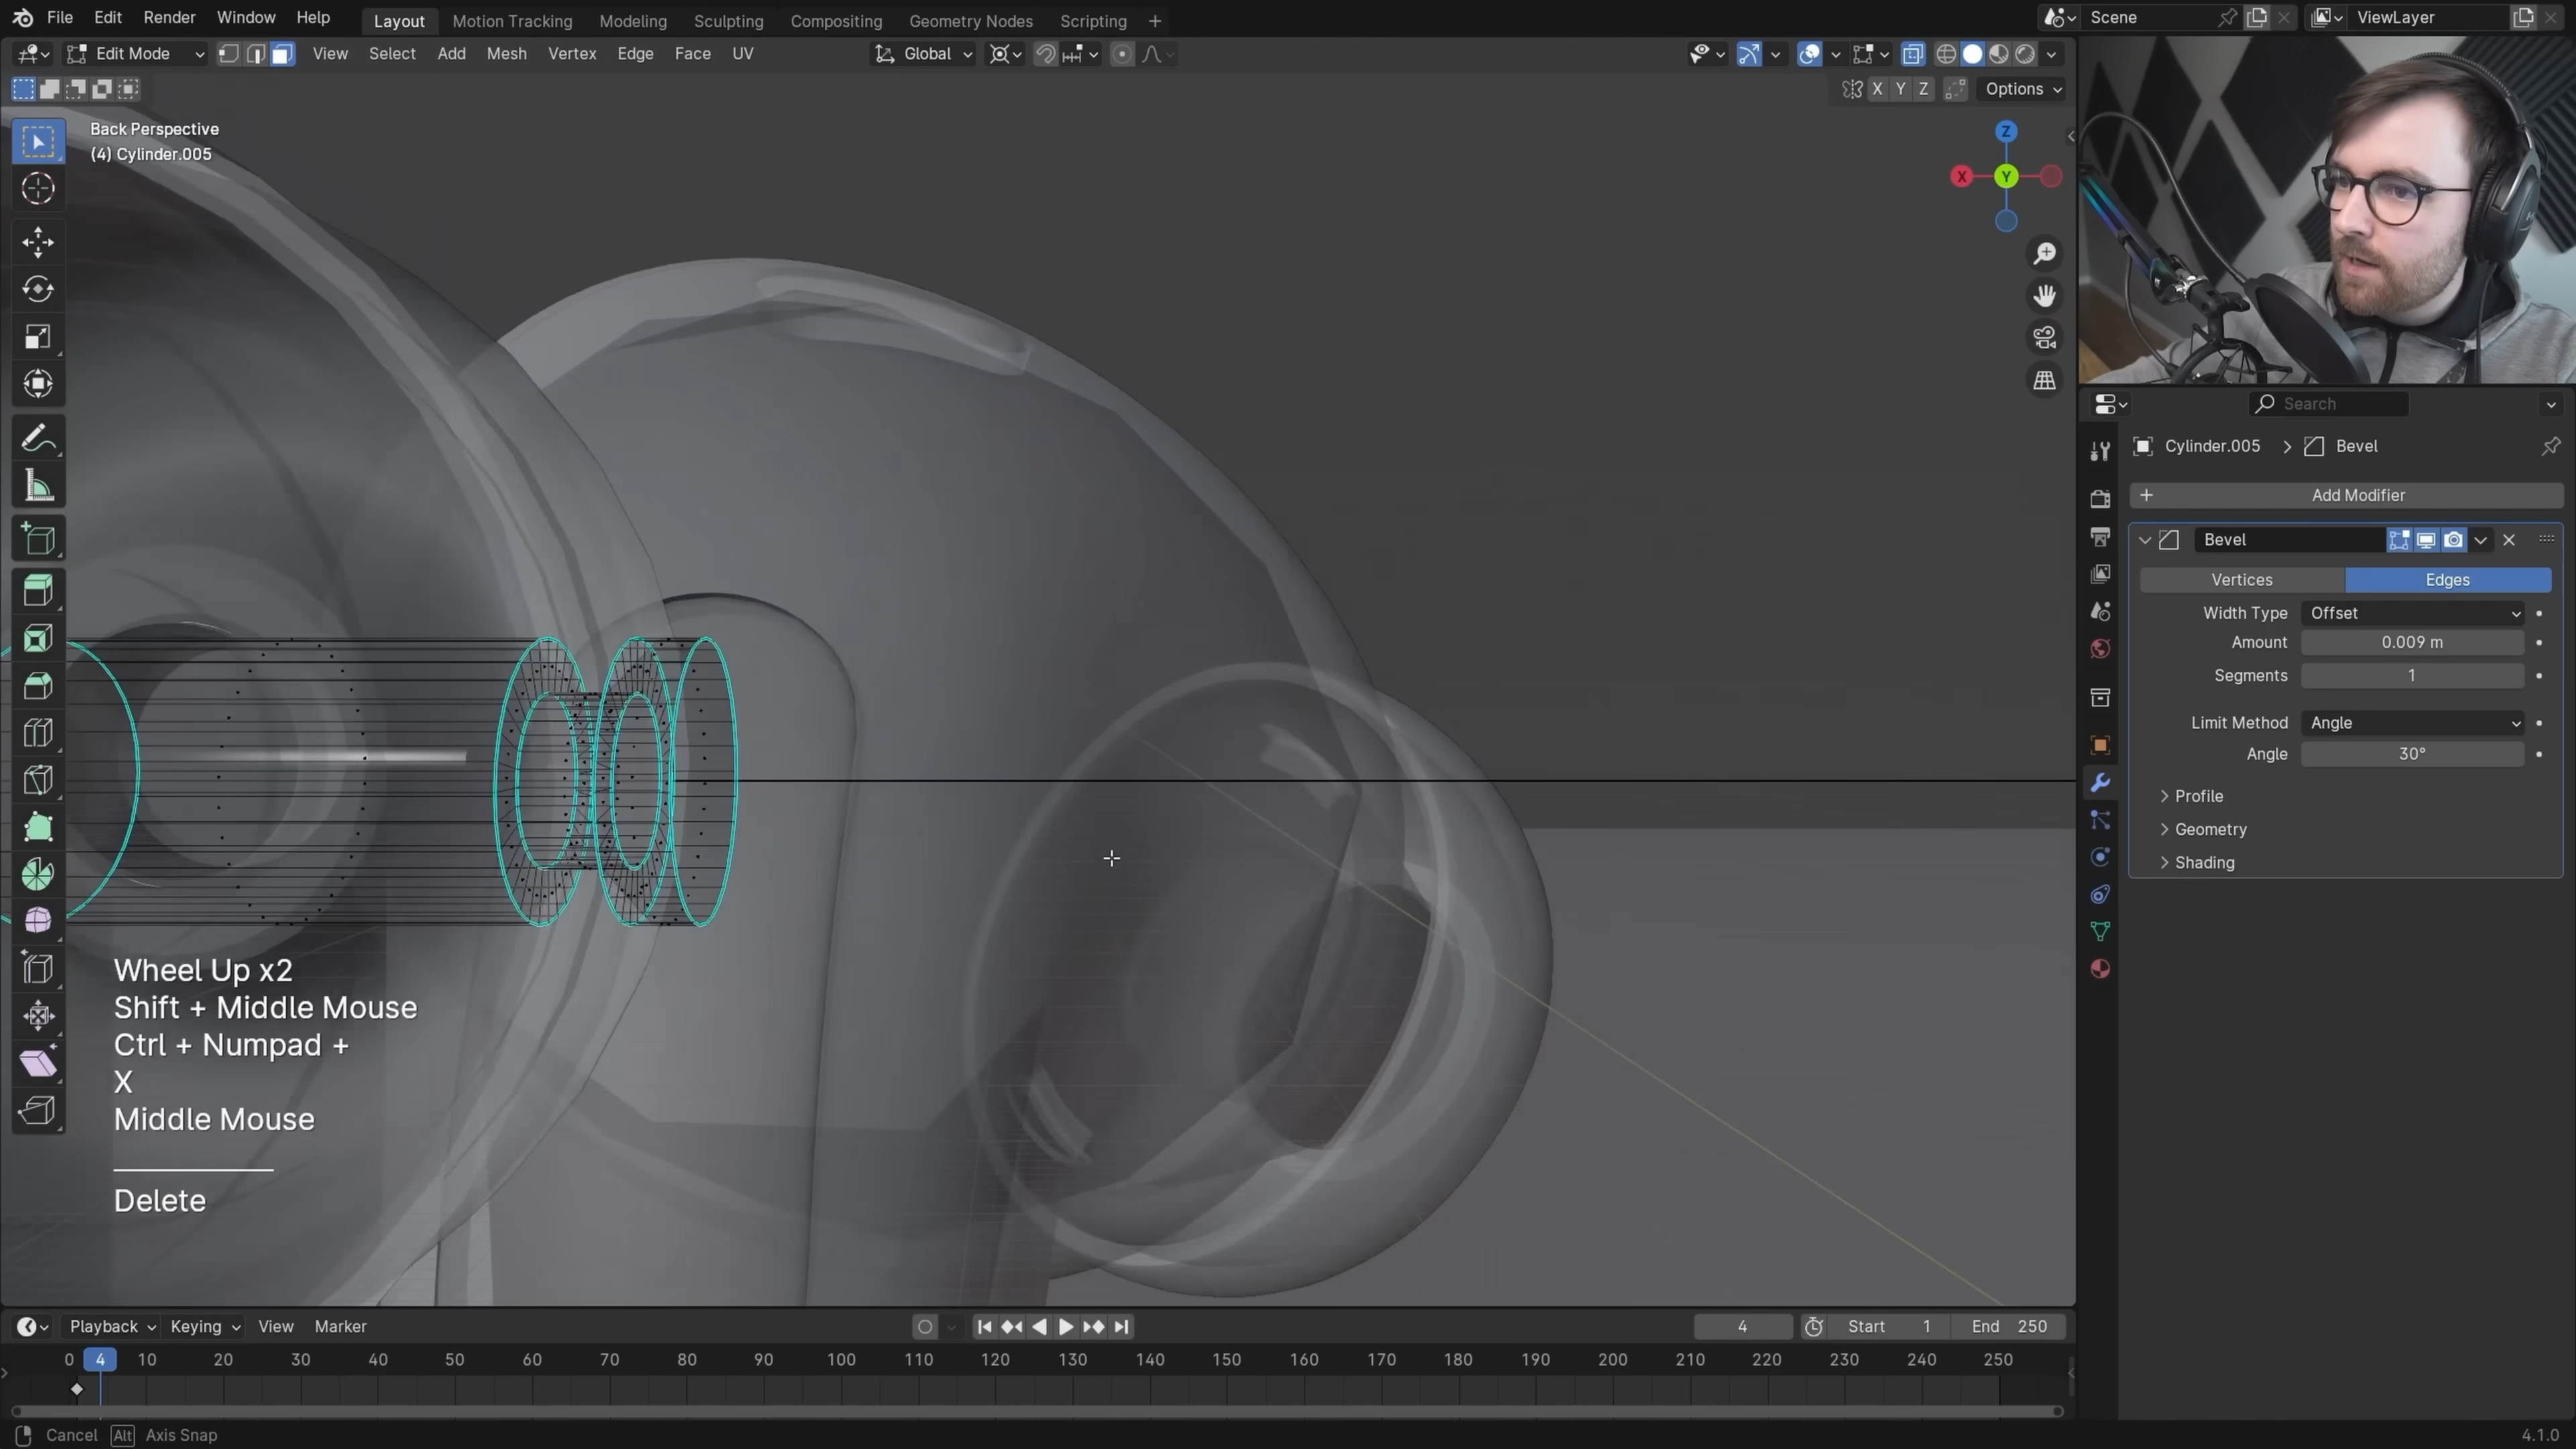 File Edit Render Window Help
Layout Motion Tracking Modeling Sculpting Compositing Geometry Nodes Scripting +
Scene
ViewLayer
Edit Mode
View Select Add Mesh Vertex Edge Face UV
Global
X Y Z Options
Back Perspective
(4) Cylinder.005
Z
X
Y
Search
Cylinder.005 > Bevel
+ Add Modifier
Bevel
Vertices Edges
Width Type Offset
Amount 0.009 m
Segments 1
Limit Method Angle
Angle 30°
> Profile
> Geometry
> Shading
Wheel Up x2
Shift + Middle Mouse
Ctrl + Numpad +
X
Middle Mouse
Delete
Playback Keying View Marker
4 Start 1 End 250
0 4 10 20 30 40 50 60 70 80 90 100 110 120 130 140 150 160 170 180 190 200 210 220 230 240 250
Cancel Alt Axis Snap
4.1.0